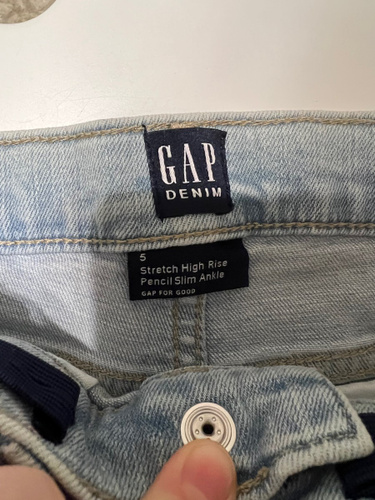 GAP
DENIM
5
Stretch High Rise
Pencil Slim Ankle
GAP FOR GOOD